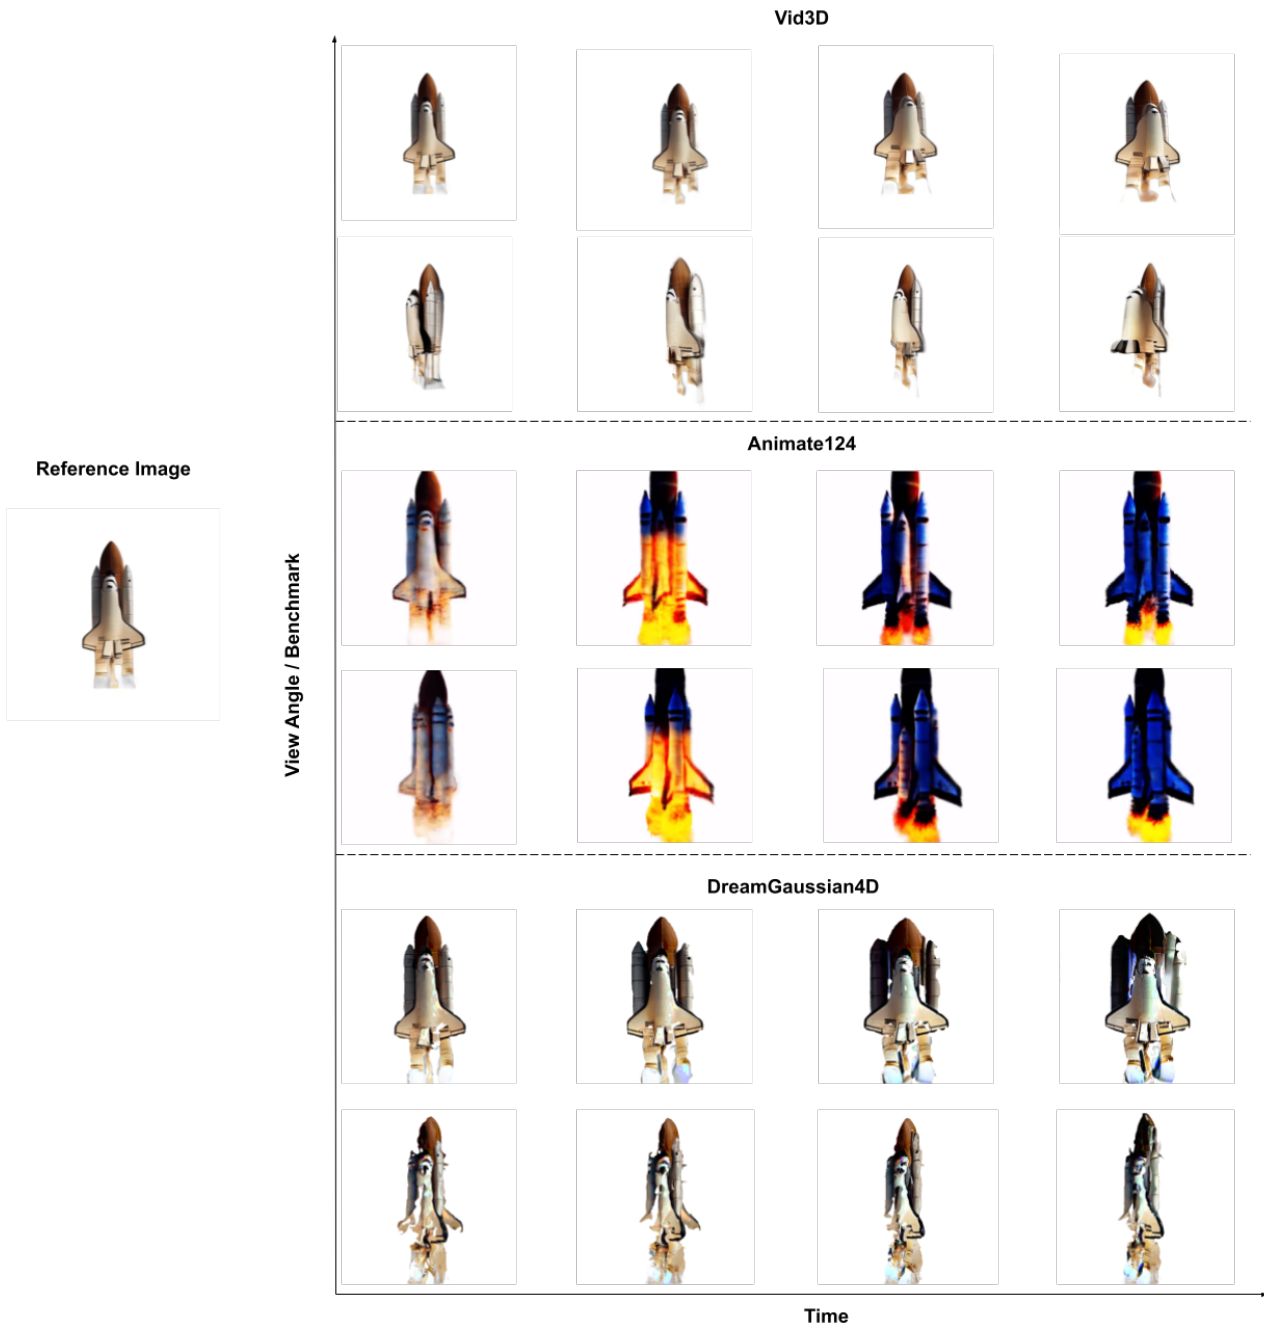 Vid3D
Animate124
Reference Image
View Angle / Benchmark
DreamGaussian4D
Time